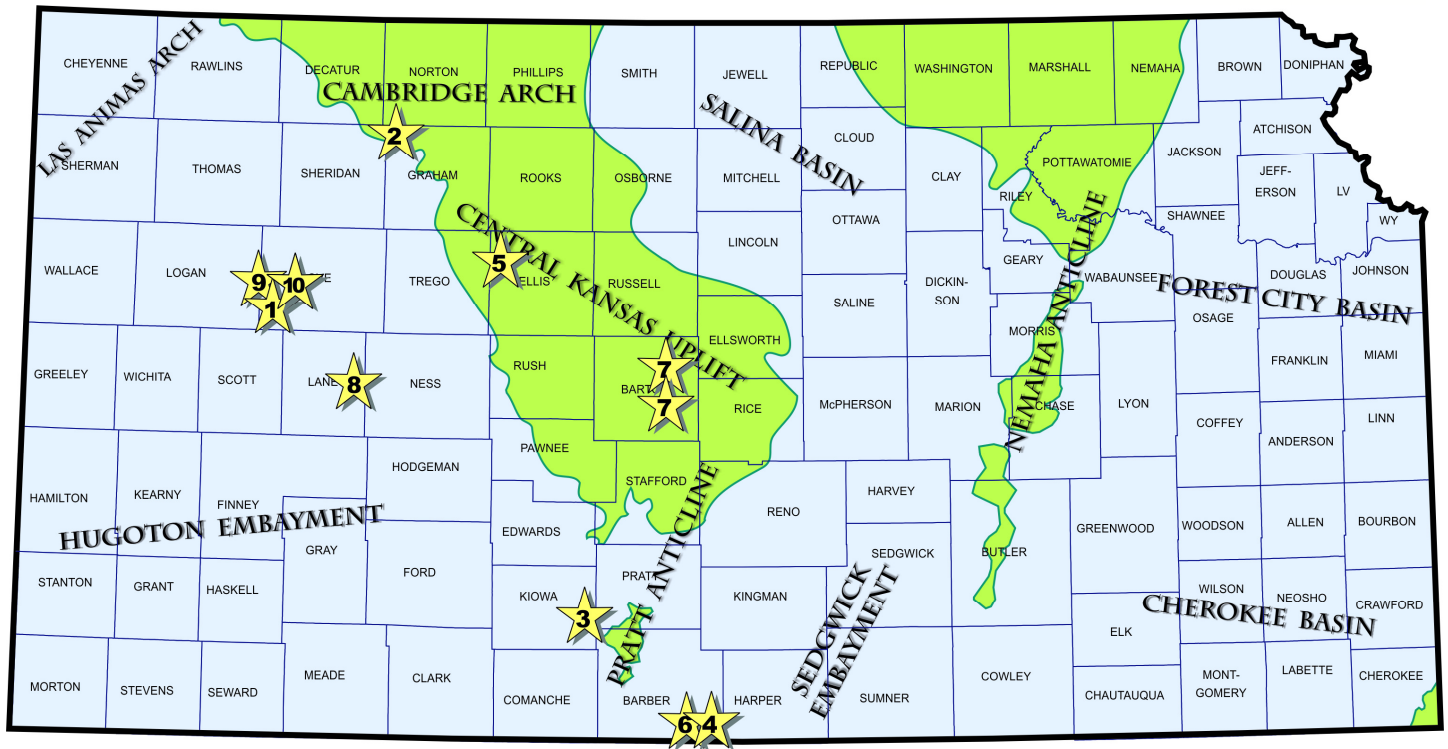 CHEYENNE
RAWLINS
DECATUR
NORTON
PHILLIPS
SMITH
JEWELL
REPUBLIC
WASHINGTON
MARSHALL
NEMAHA
BROWN
DONIPHAN
LAS ANIMAS ARCH
CAMBRIDGE ARCH
SALINA BASIN
2
SHERMAN
THOMAS
SHERIDAN
GRAHAM
ROOKS
OSBORNE
MITCHELL
CLOUD
CLAY
RILEY
POTTAWATOMIE
JACKSON
ATCHISON
JEFF-
ERSON
LV
WY
SHAWNEE
OTTAWA
LINCOLN
CENTRAL KANSAS UPLIFT
NEMAHA ANTICLINE
FOREST CITY BASIN
WALLACE
LOGAN
9
10
1
TREGO
5
ELLIS
RUSSELL
ELLSWORTH
SALINE
DICKIN-
SON
GEARY
WABAUNSEE
MORRIS
OSAGE
DOUGLAS
JOHNSON
FRANKLIN
MIAMI
GREELEY
WICHITA
SCOTT
LANE
8
NESS
RUSH
7
7
RICE
McPHERSON
MARION
CHASE
LYON
COFFEY
ANDERSON
LINN
HAMILTON
KEARNY
FINNEY
HODGEMAN
PAWNEE
STAFFORD
RENO
HARVEY
HUGOTON EMBAYMENT
GRAY
FORD
EDWARDS
PRATT
PRATT ANTICLINE
SEDGWICK
SEDGWICK
EMBAYMENT
BUTLER
GREENWOOD
WOODSON
ALLEN
BOURBON
STANTON
GRANT
HASKELL
KIOWA
3
KINGMAN
WILSON
NEOSHO
CRAWFORD
CHEROKEE BASIN
ELK
MORTON
STEVENS
SEWARD
MEADE
CLARK
COMANCHE
BARBER
6
4
HARPER
SUMNER
COWLEY
CHAUTAUQUA
MONT-
GOMERY
LABETTE
CHEROKEE